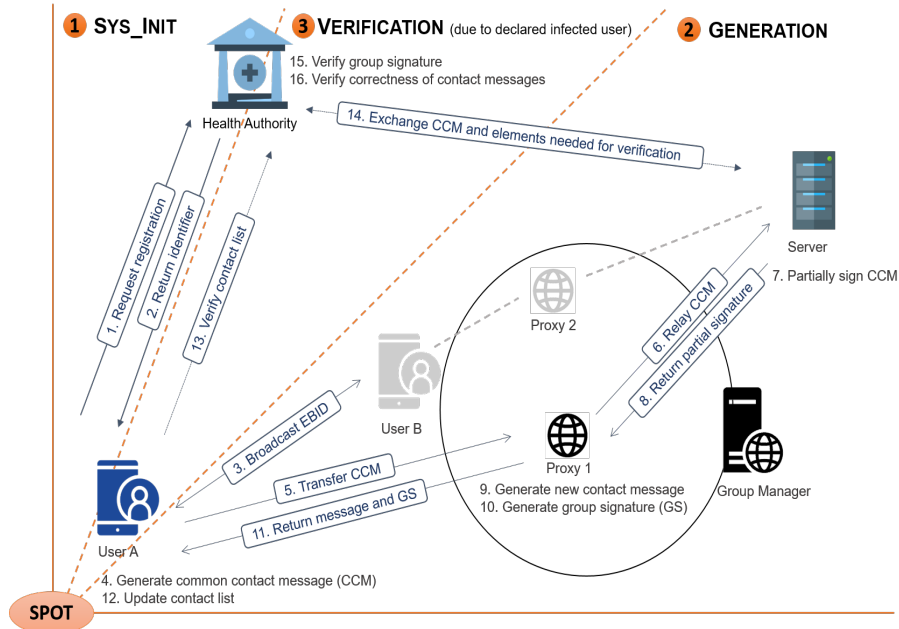 1 SYS_INIT
3 VERIFICATION (due to declared infected user)
2 GENERATION
15. Verify group signature
16. Verify correctness of contact messages
Health Authority
14. Exchange CCM and elements needed for verification
Server
7. Partially sign CCM
1. Request registration
2. Return identifier
13. Verify contact list
Proxy 2
6. Relay CCM
8. Return partial signature
User B
3. Broadcast EBID
5. Transfer CCM
11. Return message and GS
Proxy 1
9. Generate new contact message
10. Generate group signature (GS)
Group Manager
User A
4. Generate common contact message (CCM)
12. Update contact list
SPOT